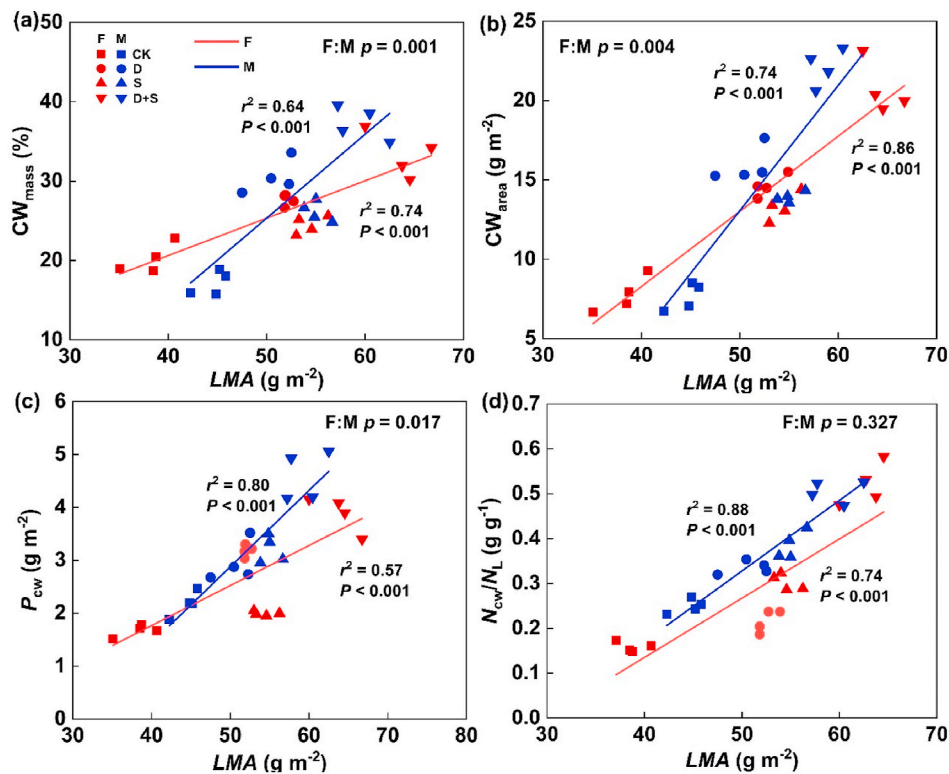 (a)
F M
CK
D
S
D+S
F
M
F:M p = 0.001
r² = 0.64
P < 0.001
r² = 0.74
P < 0.001
CWmass (%)
50
40
30
20
10
30 40 50 60 70
LMA (g m⁻²)
(b)
F:M p = 0.004
r² = 0.74
P < 0.001
r² = 0.86
P < 0.001
CWarea (g m⁻²)
25
20
15
10
5
30 40 50 60 70
LMA (g m⁻²)
(c)
F:M p = 0.017
r² = 0.80
P < 0.001
r² = 0.57
P < 0.001
Pcw (g m⁻²)
6
5
4
3
2
1
0
30 40 50 60 70 80
LMA (g m⁻²)
(d)
F:M p = 0.327
r² = 0.88
P < 0.001
r² = 0.74
P < 0.001
Ncw/NL (g g⁻¹)
0.7
0.6
0.5
0.4
0.3
0.2
0.1
0.0
30 40 50 60 70
LMA (g m⁻²)